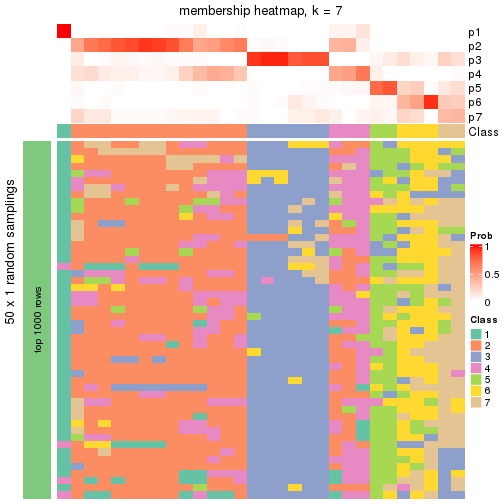 membership heatmap, k = 7
p1
p2
p3
p4
p5
p6
p7
Class
50 x 1 random samplings
top 1000 rows
Prob
1
0.5
0
Class
1
2
3
4
5
6
7